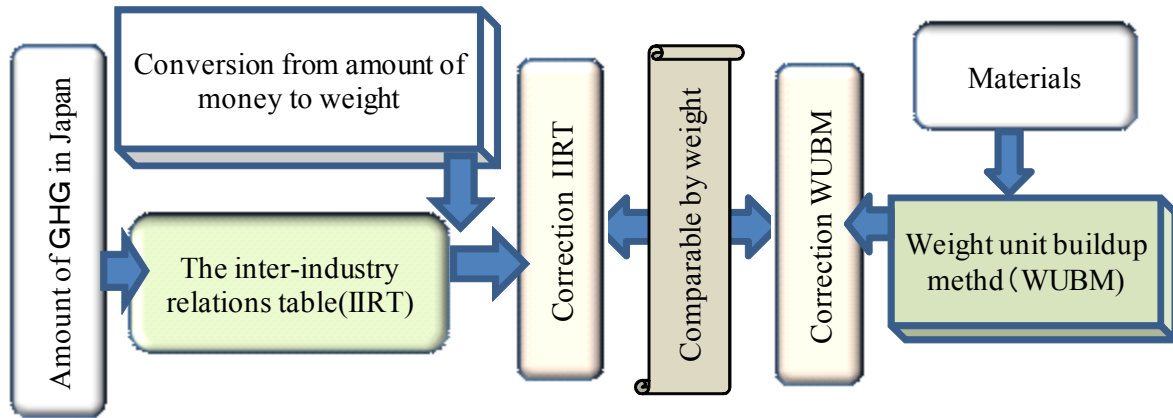 Amount of GHG in Japan
Conversion from amount of
money to weight
The inter-industry
relations table(IIRT)
Correction IIRT
Comparable by weight
Correction WUBM
Materials
Weight unit buildup
methd（WUBM)